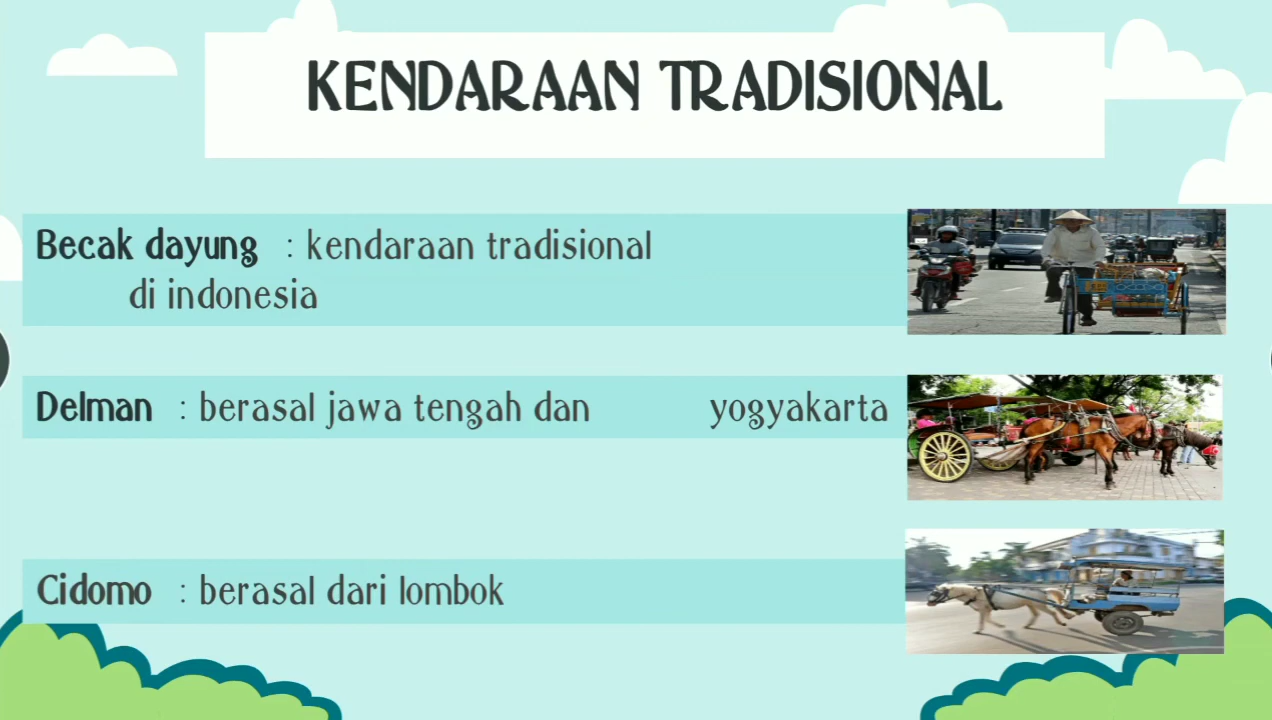 KENDARAAN TRADISIONAL
Becak dayung : kendaraan tradisional
di indonesia
Delman : berasal jawa tengah dan yogyakarta
Cidomo : berasal dari lombok